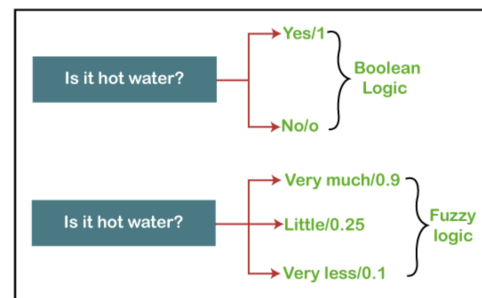 Is it hot water?
Yes/1
No/o
Boolean
Logic
Is it hot water?
Very much/0.9
Little/0.25
Very less/0.1
Fuzzy
logic